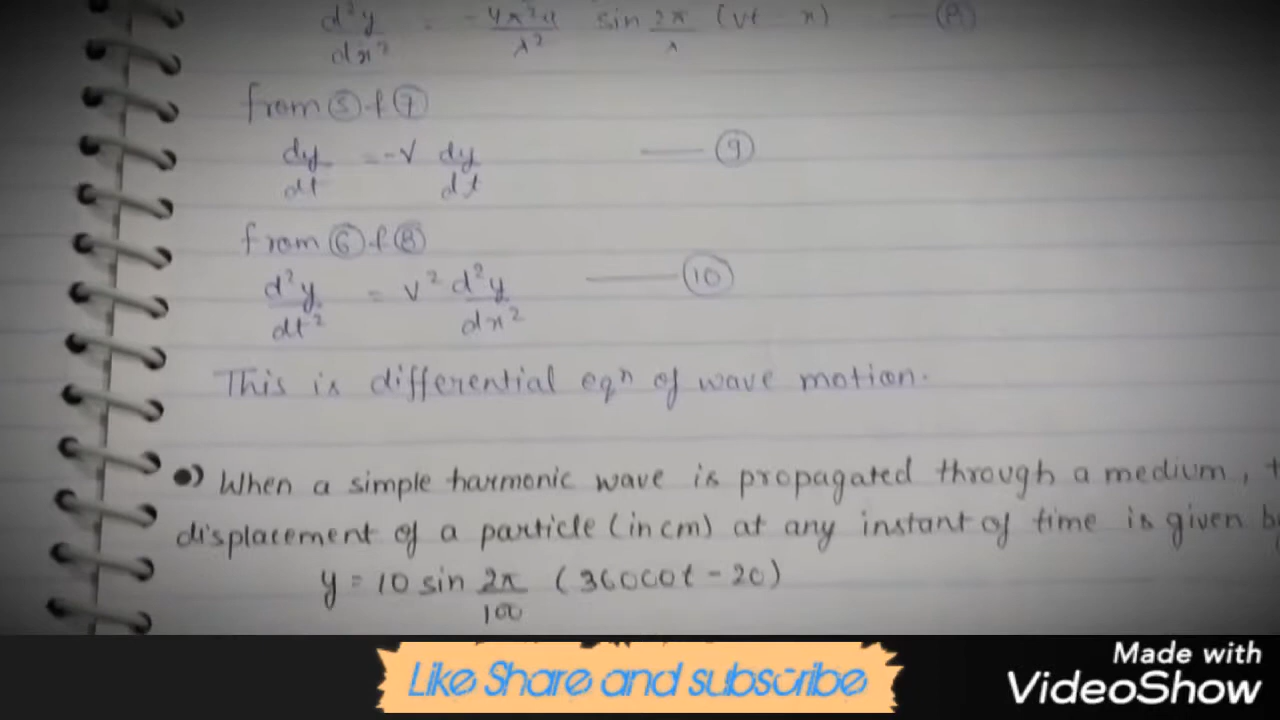 d²y/dx² = -4π²a/λ² sin 2π/λ (vt x) — ⑧
from ⑤ & ⑦
dy/dt = -V dy/dt — ⑨
from ⑥ & ⑧
d²y/dt² = V² d²y/dx² — ⑩
This is differential eqⁿ of wave motion.
•) When a simple harmonic wave is propagated through a medium,
displacement of a particle (in cm) at any instant of time is given
y = 10 sin 2π/100 (36000t - 20)
Like Share and subscribe
Made with
VideoShow